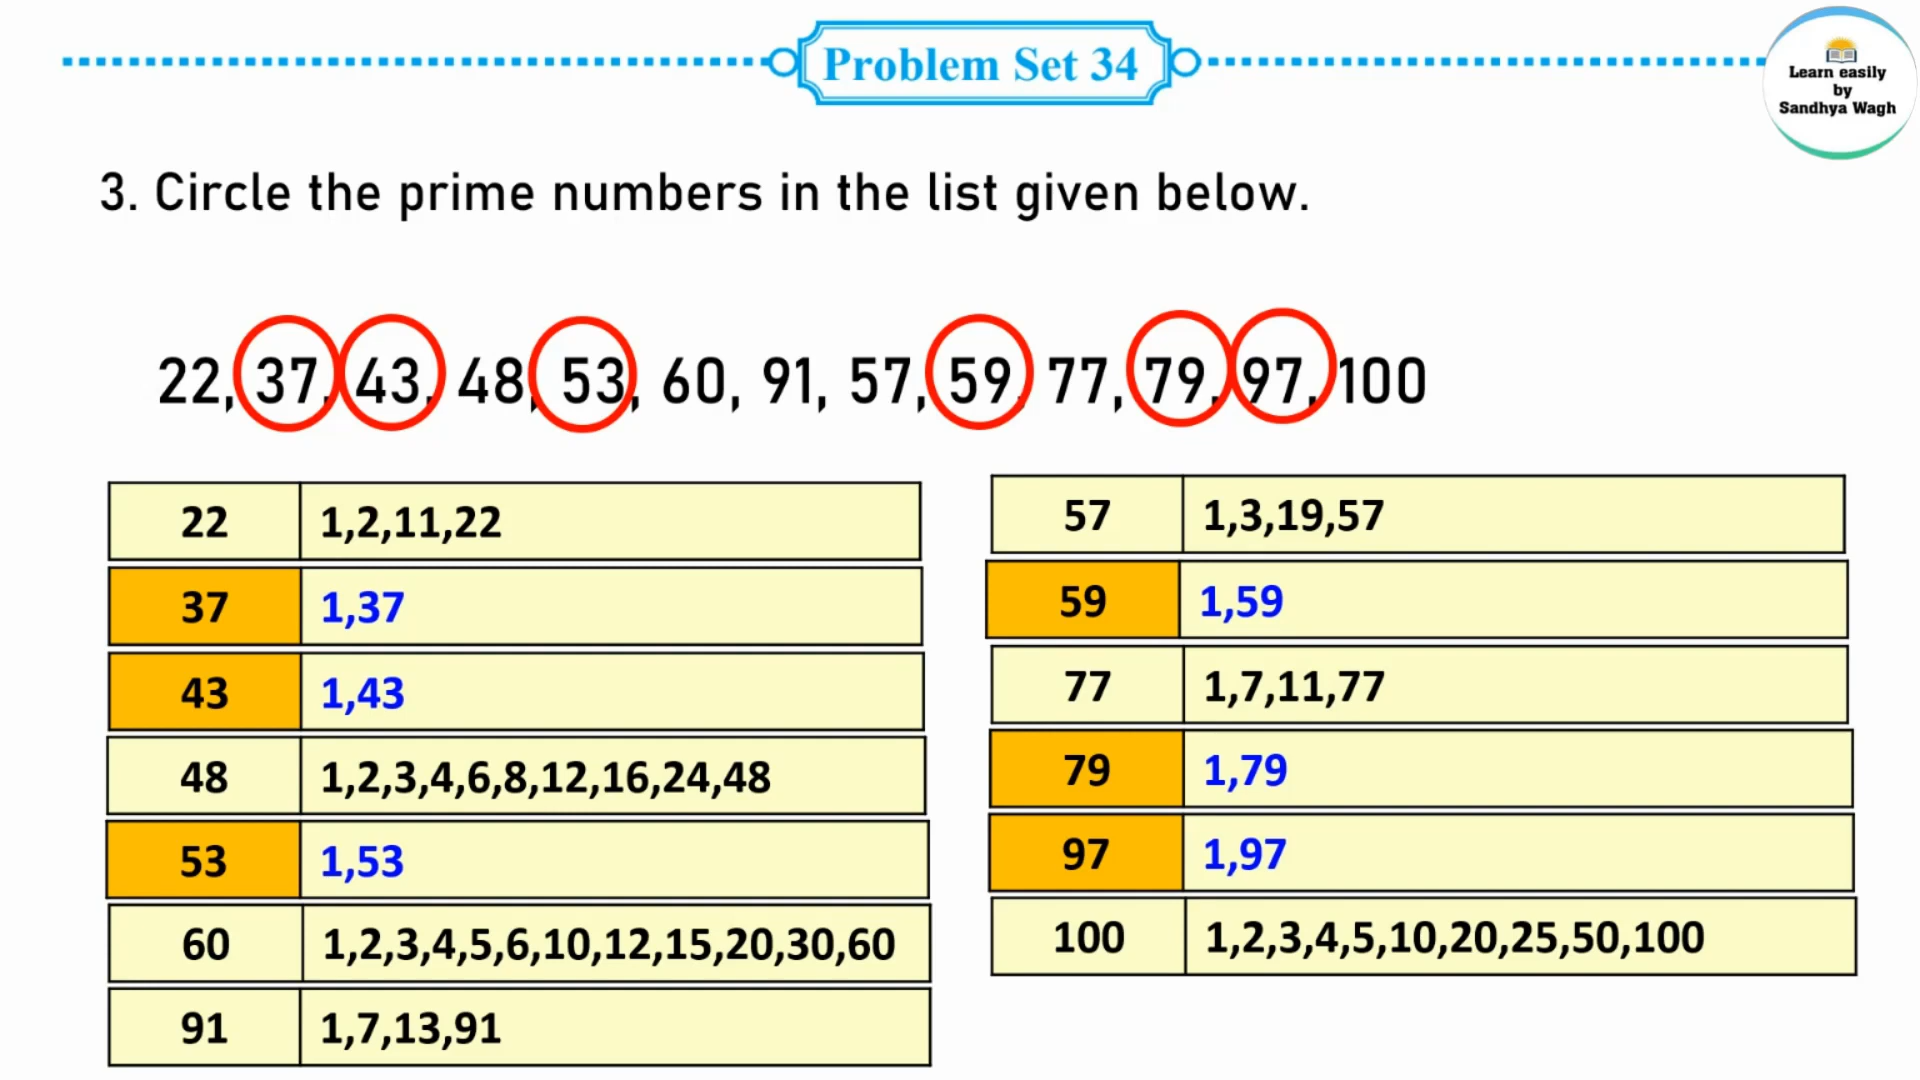 Problem Set 34
Learn easily
by
Sandhya Wagh
3. Circle the prime numbers in the list given below.
22, 37, 43, 48, 53, 60, 91, 57, 59, 77, 79, 97, 100
22 1,2,11,22
37 1,37
43 1,43
48 1,2,3,4,6,8,12,16,24,48
53 1,53
60 1,2,3,4,5,6,10,12,15,20,30,60
91 1,7,13,91
57 1,3,19,57
59 1,59
77 1,7,11,77
79 1,79
97 1,97
100 1,2,3,4,5,10,20,25,50,100